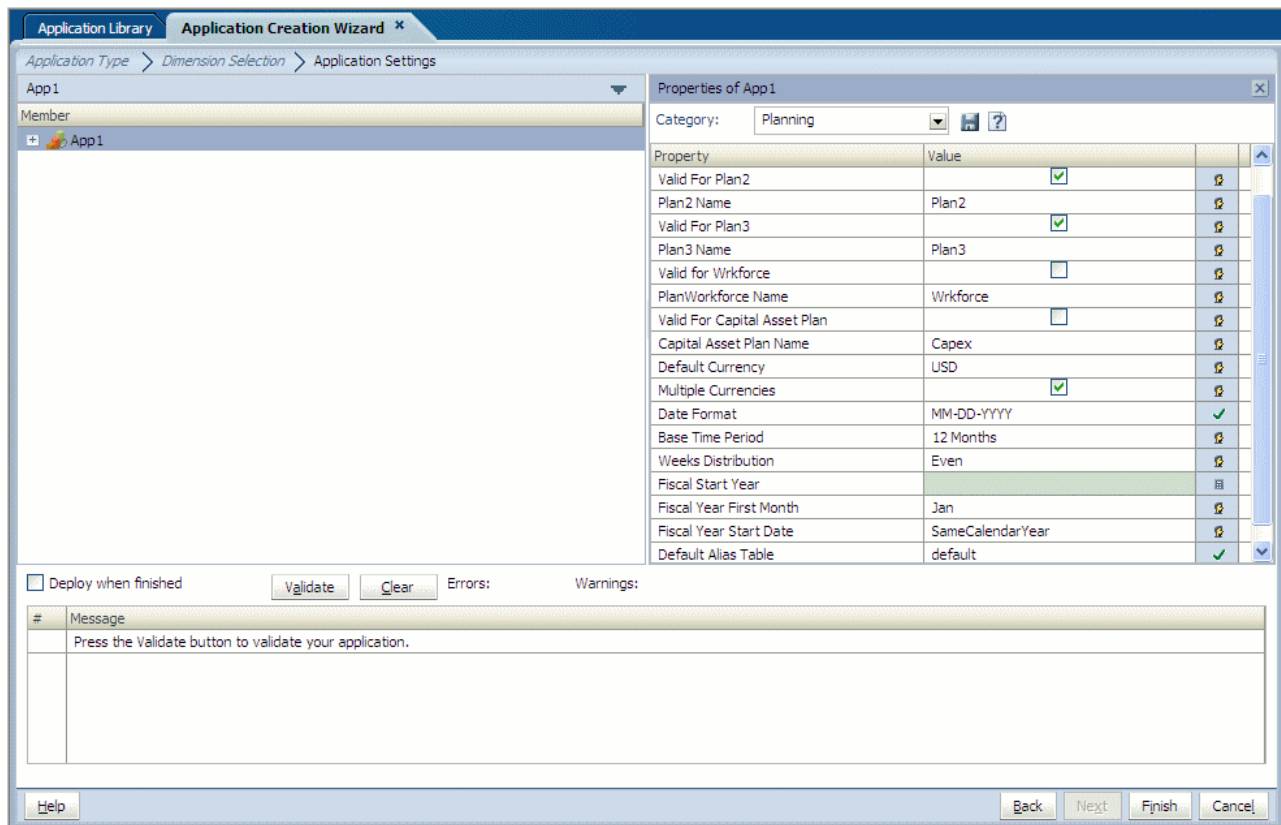 Application Library
Application Creation Wizard ×
Application Type > Dimension Selection > Application Settings
App1
Member
App1
Properties of App1
Category: Planning
Property Value
Valid For Plan2
Plan2 Name Plan2
Valid For Plan3
Plan3 Name Plan3
Valid for Wrkforce
PlanWorkforce Name Wrkforce
Valid For Capital Asset Plan
Capital Asset Plan Name Capex
Default Currency USD
Multiple Currencies
Date Format MM-DD-YYYY
Base Time Period 12 Months
Weeks Distribution Even
Fiscal Start Year
Fiscal Year First Month Jan
Fiscal Year Start Date SameCalendarYear
Default Alias Table default
Deploy when finished Validate Clear Errors: Warnings:
# Message
Press the Validate button to validate your application.
Help Back Next Finish Cancel